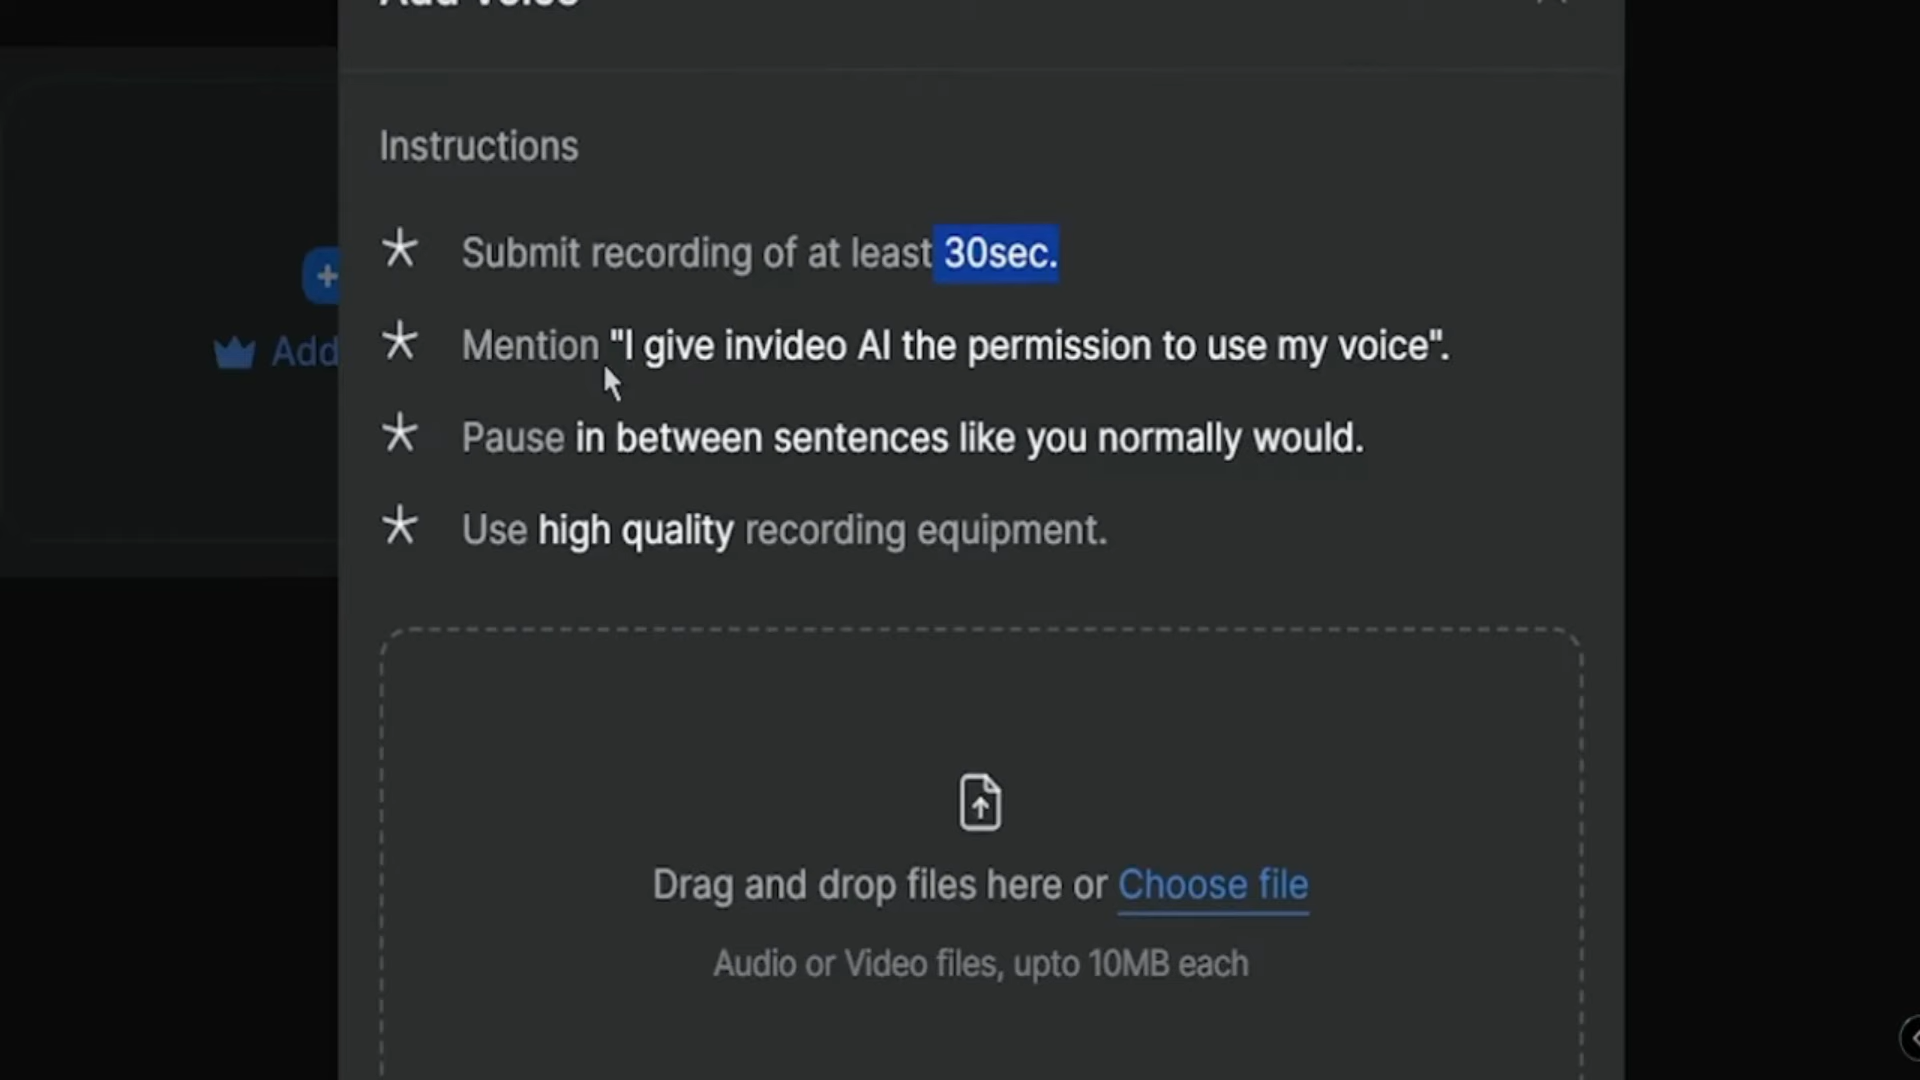 Add Voice
Instructions
Submit recording of at least 30sec.
Mention "I give invideo AI the permission to use my voice".
Add
Pause in between sentences like you normally would.
Use high quality recording equipment.
Drag and drop files here or Choose file
Audio or Video files, upto 10MB each